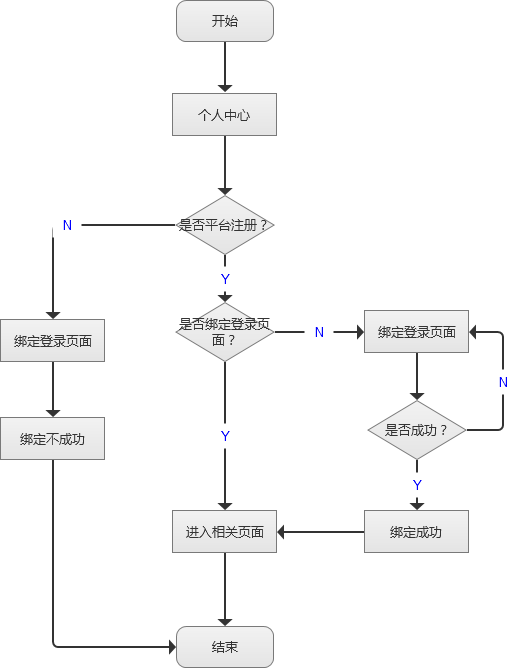 开始
个人中心
是否平台注册？
N
Y
绑定登录页面
是否绑定登录页
面？
N
绑定登录页面
N
绑定不成功
Y
是否成功？
Y
进入相关页面
绑定成功
结束